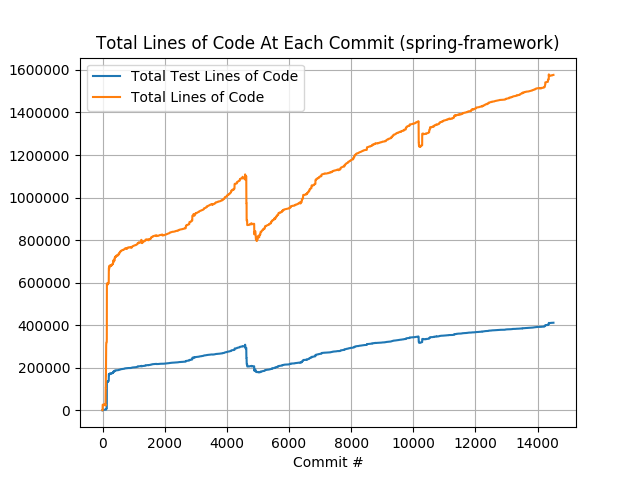 Total Lines of Code At Each Commit (spring-framework)
Total Test Lines of Code
Total Lines of Code
1600000
1400000
1200000
1000000
800000
600000
400000
200000
0
0 2000 4000 6000 8000 10000 12000 14000
Commit #